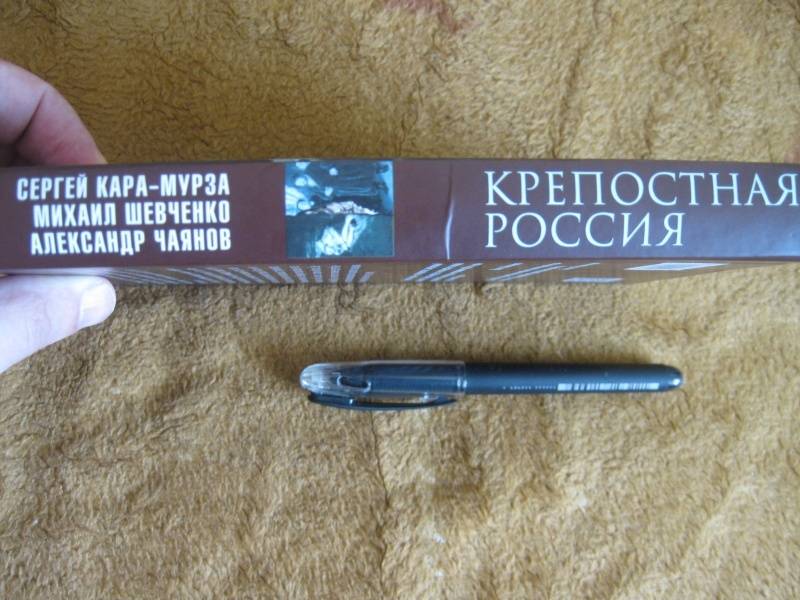 СЕРГЕЙ КАРА-МУРЗА
МИХАИЛ ШЕВЧЕНКО
АЛЕКСАНДР ЧАЯНОВ
КРЕПОСТНАЯ
РОССИЯ